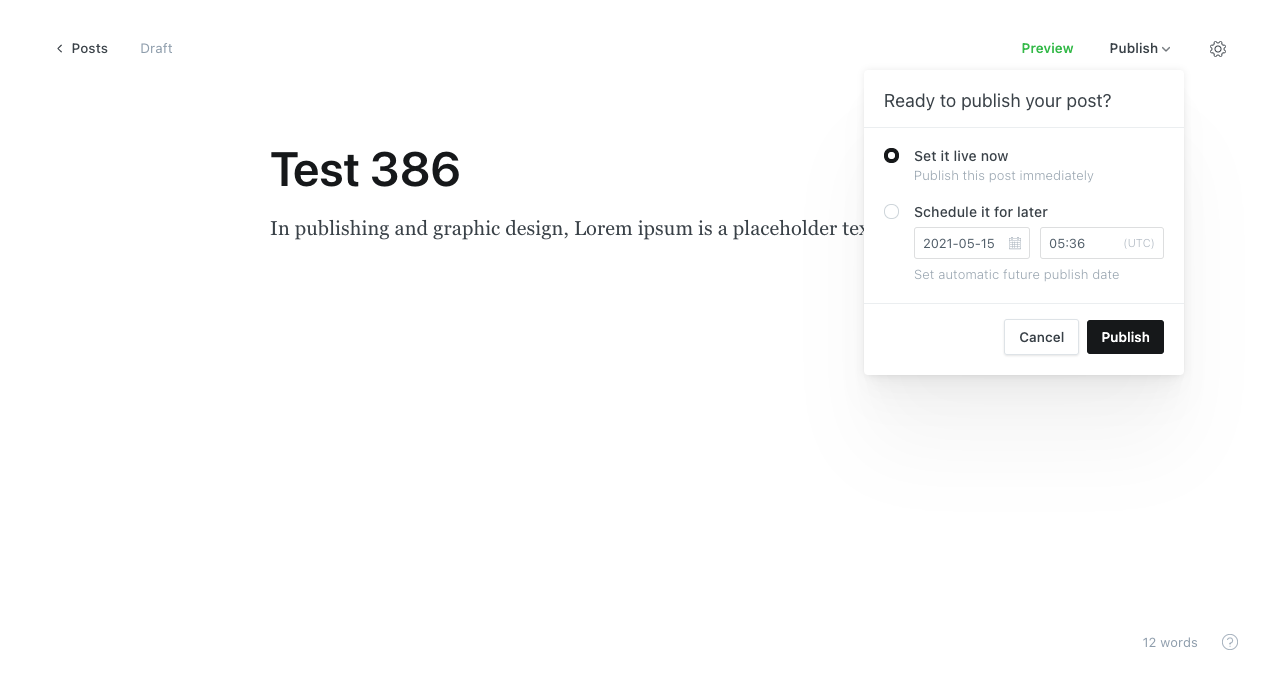 Posts Draft Preview Publish
Ready to publish your post?
Test 386
Set it live now
Publish this post immediately
Schedule it for later
In publishing and graphic design, Lorem ipsum is a placeholder
2021-05-15 05:36 (UTC)
Set automatic future publish date
Cancel Publish
12 words